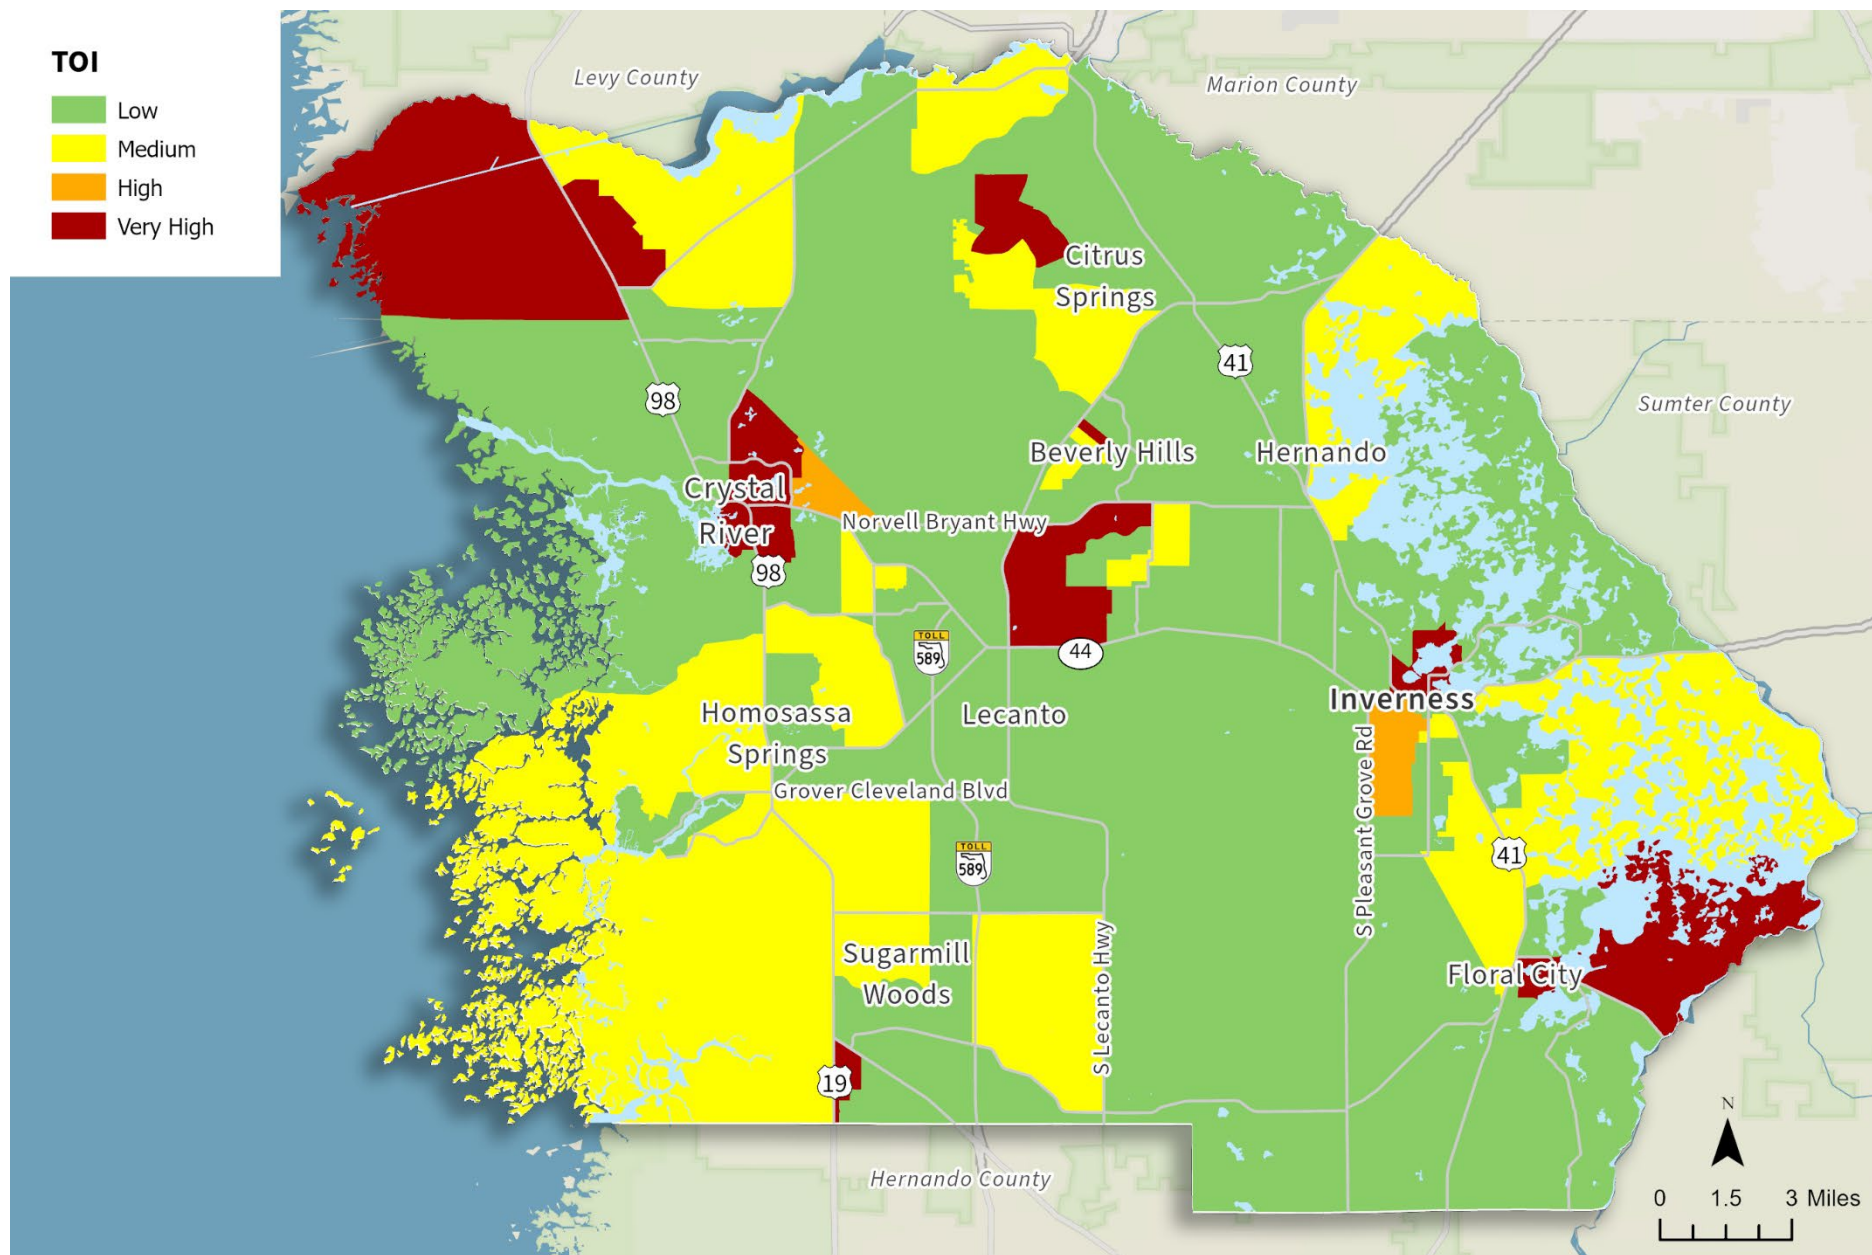 TOI
Low
Medium
High
Very High
Levy County
Marion County
Citrus
Springs
41
98
Sumter County
Beverly Hills
Hernando
Crystal
River
Norvell Bryant Hwy
98
TOLL
589
44
Inverness
Homosassa
Springs
Lecanto
S Pleasant Grove Rd
Grover Cleveland Blvd
TOLL
589
41
Sugarmill
Woods
S Lecanto Hwy
Floral City
19
N
Hernando County
0 1.5 3 Miles